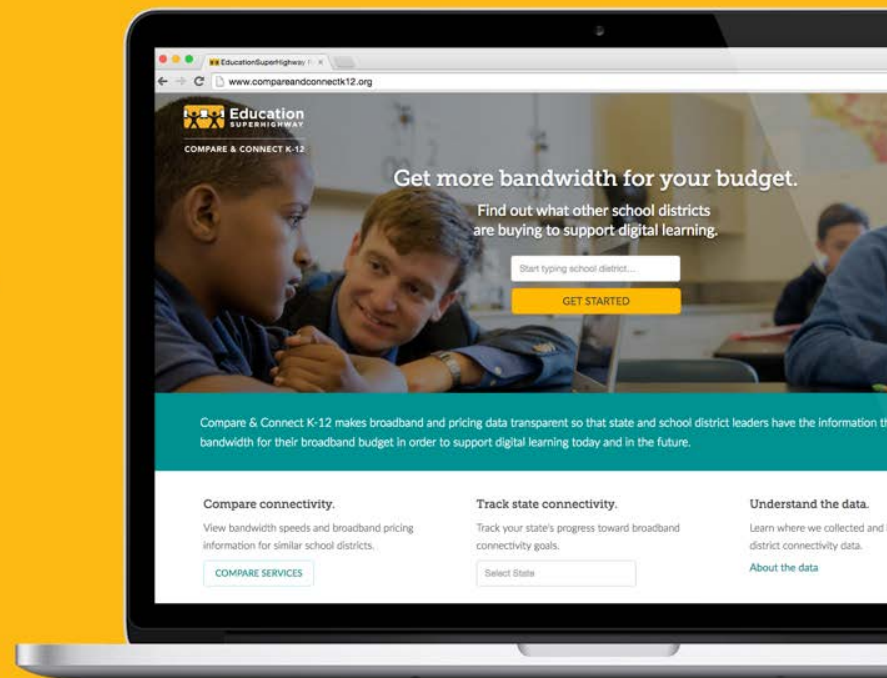 EducationSuperHighway
www.compareandconnectk12.org
Education
SUPERHIGHWAY
COMPARE & CONNECT K-12
Get more bandwidth for your budget.
Find out what other school districts
are buying to support digital learning.
Start typing school district...
GET STARTED
Compare & Connect K-12 makes broadband and pricing data transparent so that state and school district leaders have the information
bandwidth for their broadband budget in order to support digital learning today and in the future.
Compare connectivity.
View bandwidth speeds and broadband pricing
information for similar school districts.
COMPARE SERVICES
Track state connectivity.
Track your state's progress toward broadband
connectivity goals.
Select State
Understand the data.
Learn where we collected and
district connectivity data.
About the data